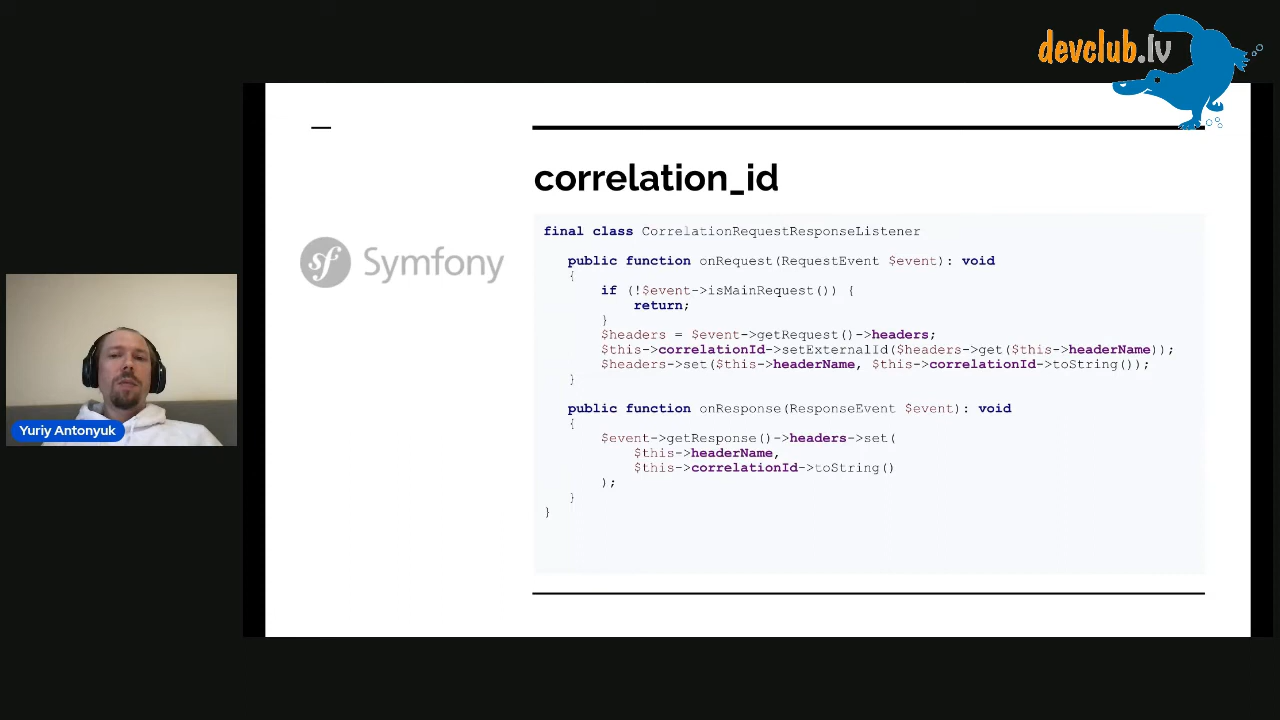 devclub.lv
correlation_id
Symfony
final class CorrelationRequestResponseListener
public function onRequest(RequestEvent $event): void
{
if (!$event->isMainRequest()) {
return;
}
$headers = $event->getRequest()->headers;
$this->correlationId->setExternalId($headers->get($this->headerName));
$headers->set($this->headerName, $this->correlationId->toString());
}
public function onResponse(ResponseEvent $event): void
{
$event->getResponse()->headers->set(
$this->headerName,
$this->correlationId->toString()
);
}
}
Yuriy Antonyuk